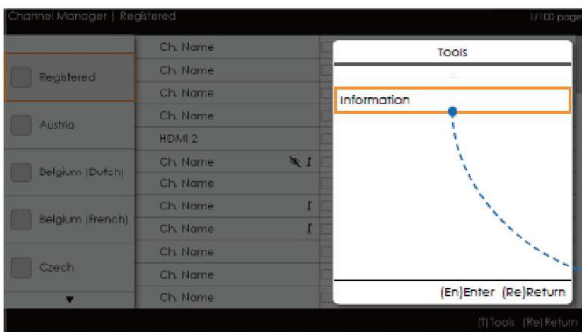 Channel Manager | Registered
1/100 page
Registered
Austria
Belgium (Dutch)
Belgium (French)
Czech
Ch. Name
Ch. Name
Ch. Name
Ch. Name
HDMI 2
Ch. Name
Ch. Name
Ch. Name
Ch. Name
Ch. Name
Ch. Name
Ch. Name
Tools
Information
(En)Enter (Re)Return
(T)Tools (Re)Return